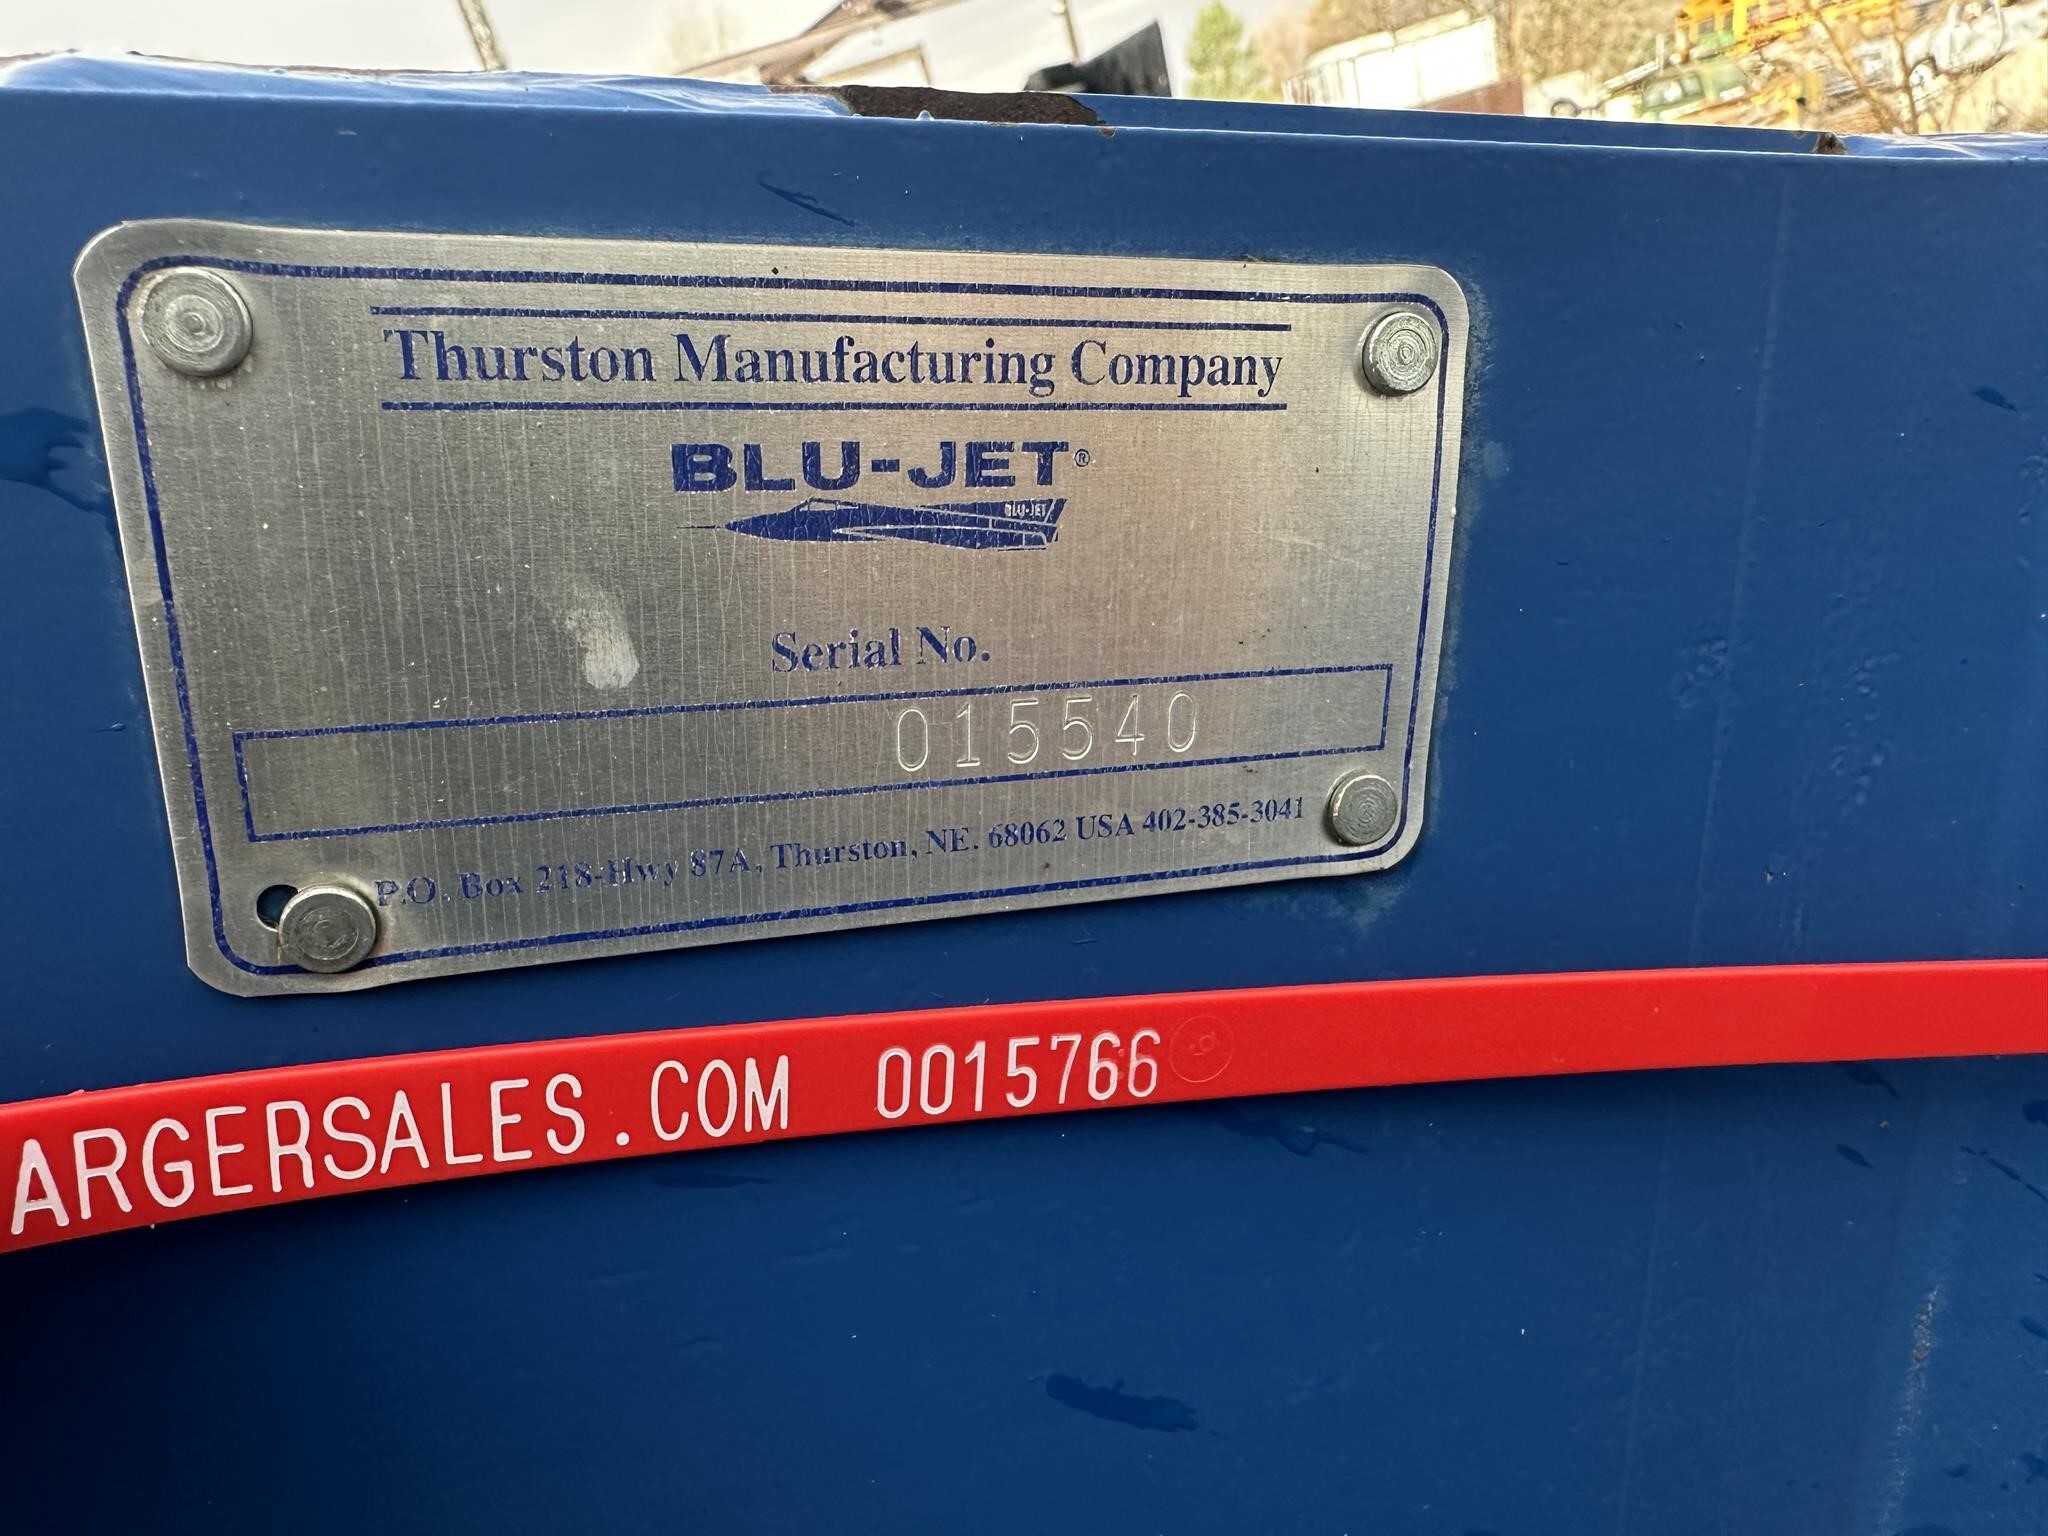 Thurston Manufacturing Company
BLU-JET®
BLU-JET
Serial No.
015540
P.O. Box 218-Hwy 87A, Thurston, NE. 68062 USA 402-385-3041
ARGERSALES.COM 0015766